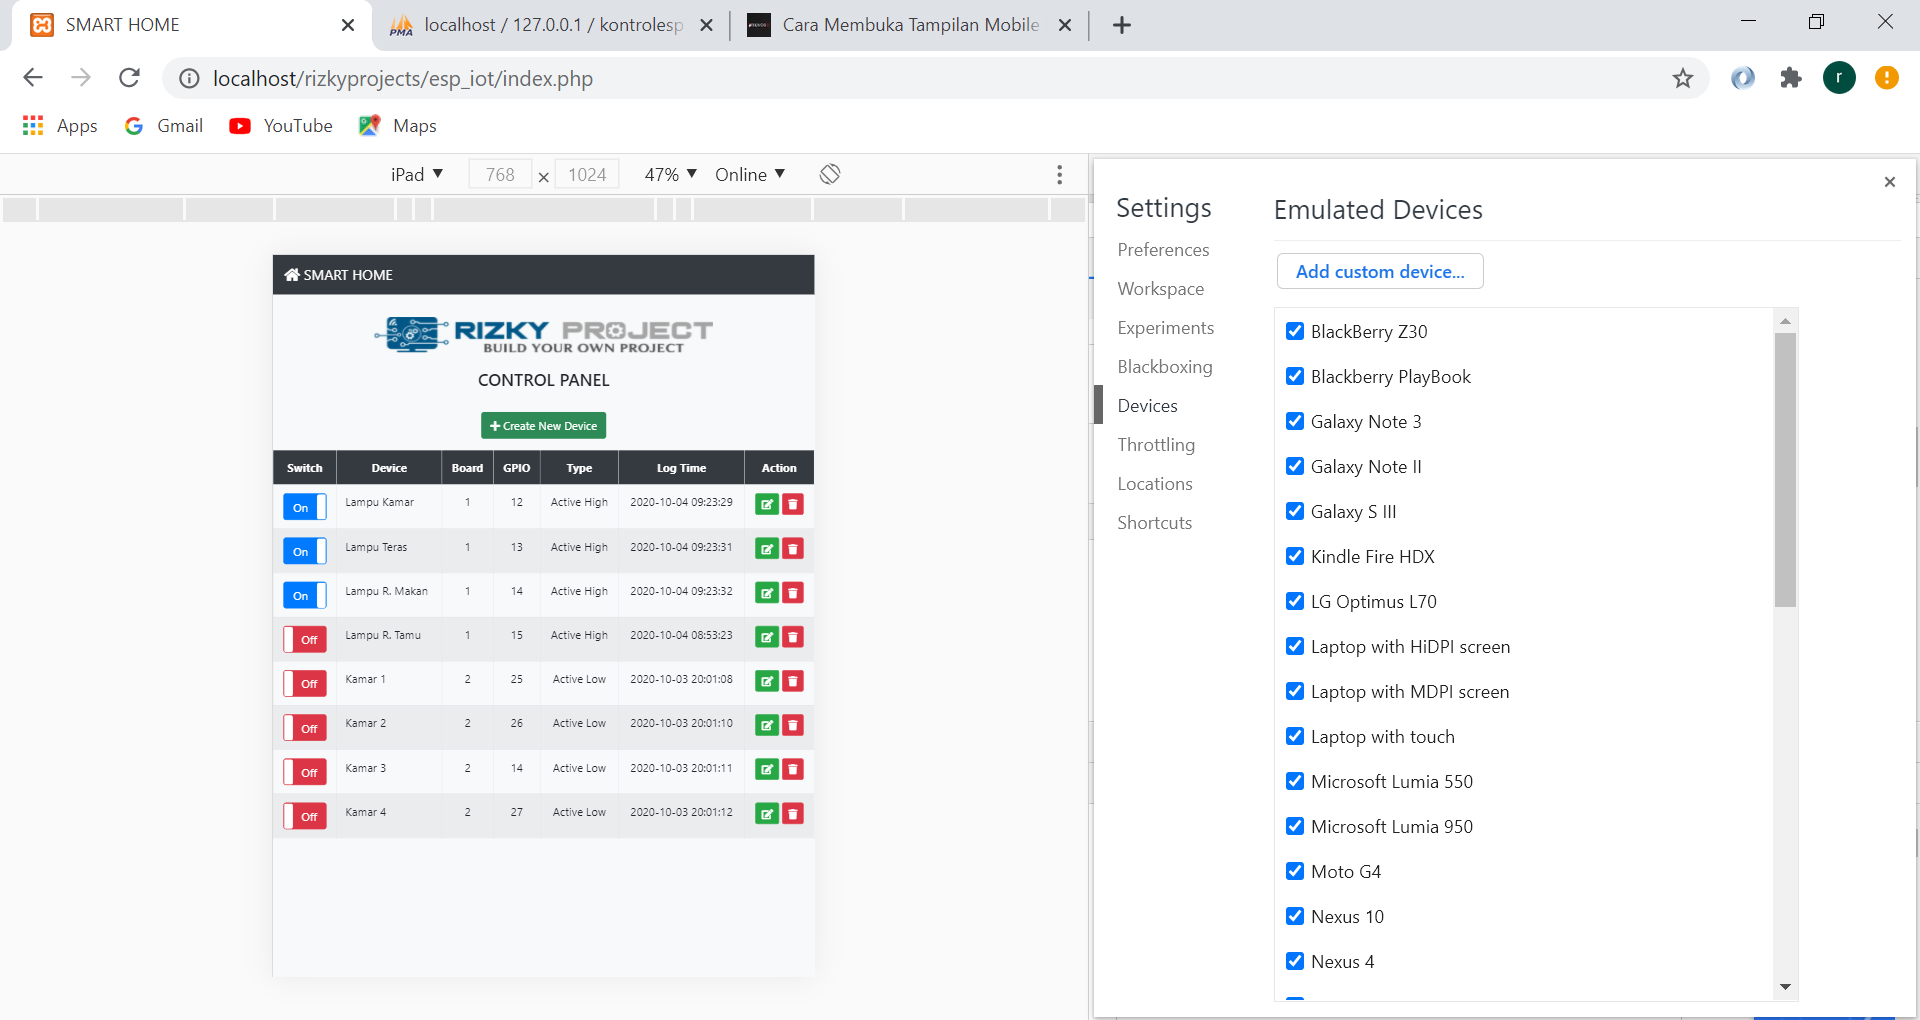 SMART HOME
localhost / 127.0.0.1 / kontrolesp
Cara Membuka Tampilan Mobile
localhost/rizkyprojects/esp_iot/index.php
r
Apps
Gmail
YouTube
Maps
iPad ▼
768 × 1024
47% ▼
Online ▼
SMART HOME
RIZKY PROJECT
BUILD YOUR OWN PROJECT
CONTROL PANEL
+ Create New Device
Switch Device Board GPIO Type Log Time Action
On Lampu Kamar 1 12 Active High 2020-10-04 09:23:29
On Lampu Teras 1 13 Active High 2020-10-04 09:23:31
On Lampu R. Makan 1 14 Active High 2020-10-04 09:23:32
Off Lampu R. Tamu 1 15 Active High 2020-10-04 08:53:23
Off Kamar 1 2 25 Active Low 2020-10-03 20:01:08
Off Kamar 2 2 26 Active Low 2020-10-03 20:01:10
Off Kamar 3 2 14 Active Low 2020-10-03 20:01:11
Off Kamar 4 2 27 Active Low 2020-10-03 20:01:12
Settings
Preferences
Workspace
Experiments
Blackboxing
Devices
Throttling
Locations
Shortcuts
Emulated Devices
Add custom device...
BlackBerry Z30
Blackberry PlayBook
Galaxy Note 3
Galaxy Note II
Galaxy S III
Kindle Fire HDX
LG Optimus L70
Laptop with HiDPI screen
Laptop with MDPI screen
Laptop with touch
Microsoft Lumia 550
Microsoft Lumia 950
Moto G4
Nexus 10
Nexus 4
PMA